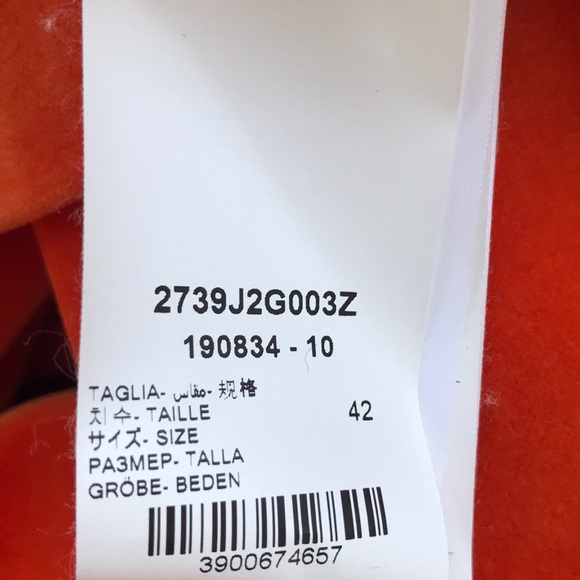 2739J2G003Z
190834 - 10
TAGLIA- مقاس- 规格
치 수- TAILLE
サイズ- SIZE
РАЗМЕР- TALLA
GRÖBE- BEDEN
42
3900674657